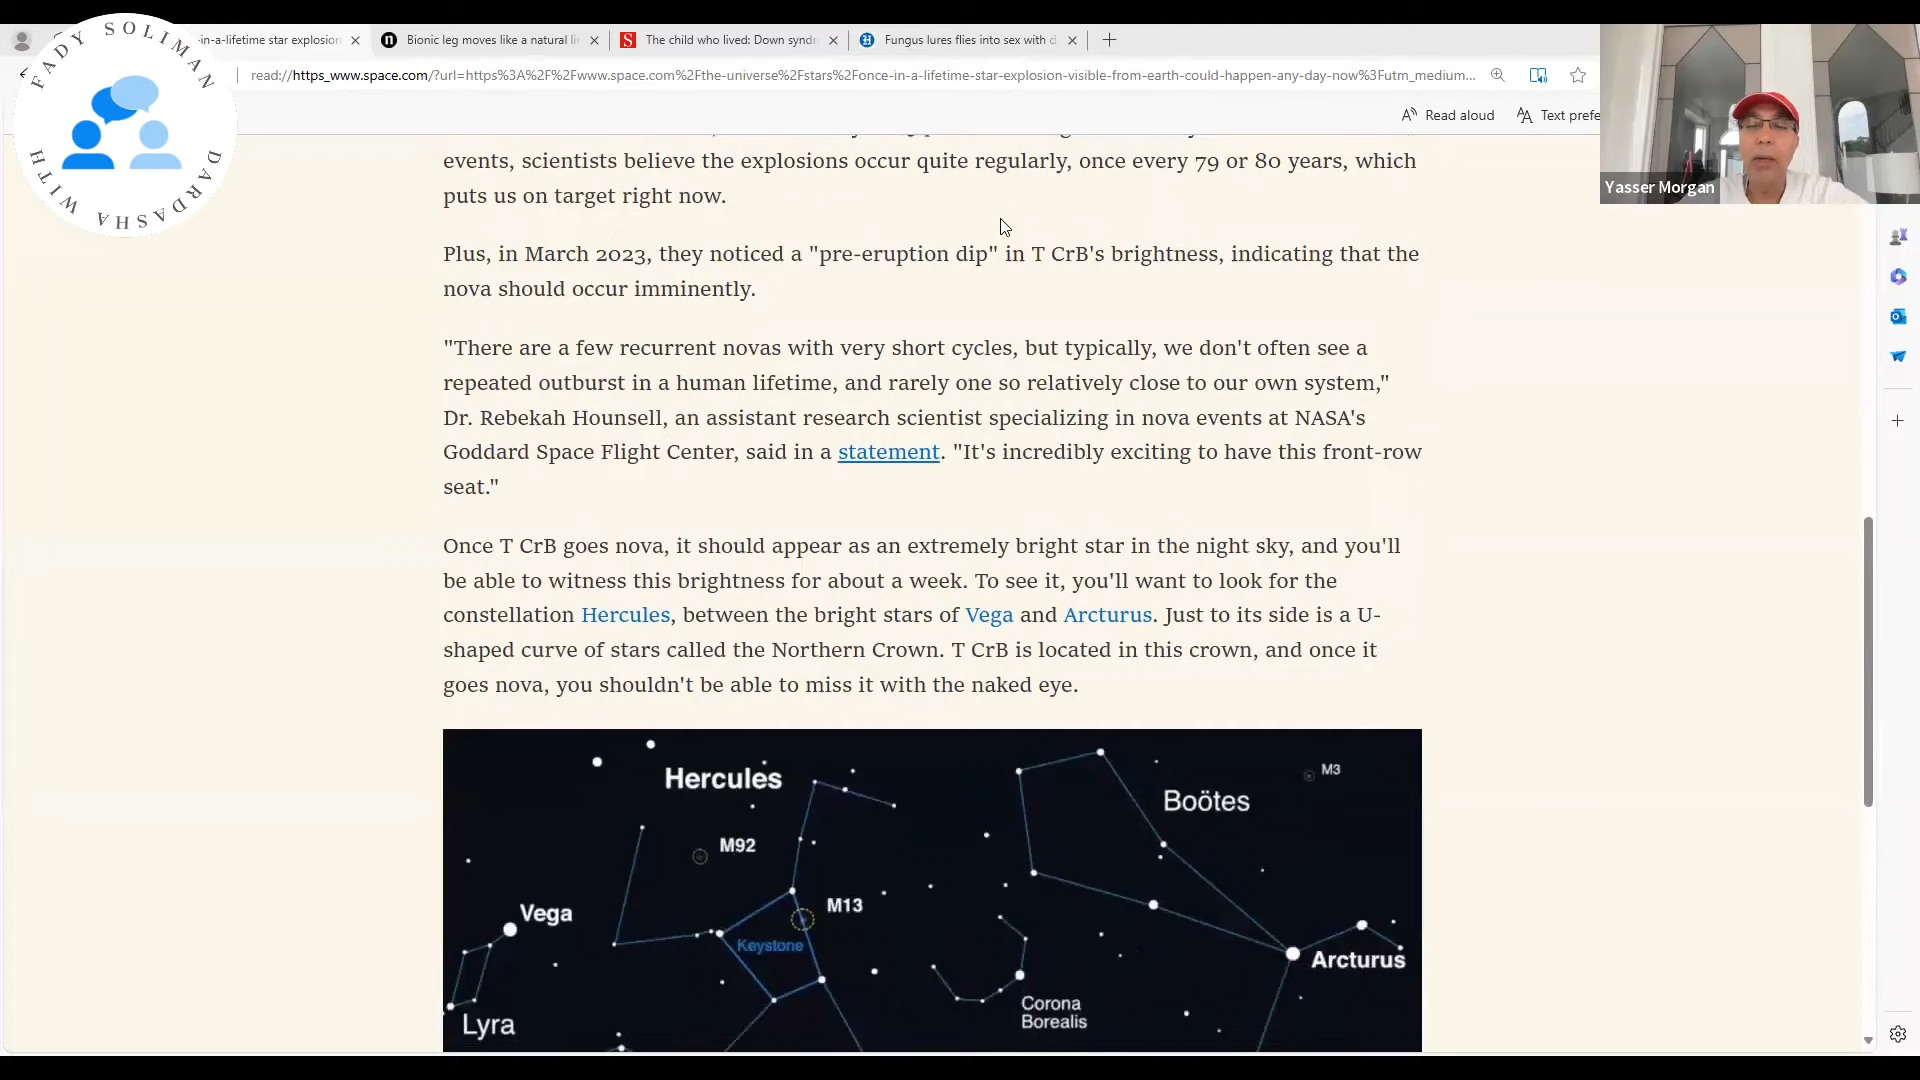 FADY SOLIMAN
DARDASHA WITH
-in-a-lifetime star explosion
Bionic leg moves like a natural li
The child who lived: Down syndr
Fungus lures flies into sex with d
read://https_www.space.com/?url=https%3A%2F%2Fwww.space.com%2Fthe-universe%2Fstars%2Fonce-in-a-lifetime-star-explosion-visible-from-earth-could-happen-any-day-now%3Futm_medium...
Read aloud
Text prefe
Yasser Morgan
events, scientists believe the explosions occur quite regularly, once every 79 or 80 years, which
puts us on target right now.
Plus, in March 2023, they noticed a "pre-eruption dip" in T CrB's brightness, indicating that the
nova should occur imminently.
"There are a few recurrent novas with very short cycles, but typically, we don't often see a
repeated outburst in a human lifetime, and rarely one so relatively close to our own system,"
Dr. Rebekah Hounsell, an assistant research scientist specializing in nova events at NASA's
Goddard Space Flight Center, said in a statement. "It's incredibly exciting to have this front-row
seat."
Once T CrB goes nova, it should appear as an extremely bright star in the night sky, and you'll
be able to witness this brightness for about a week. To see it, you'll want to look for the
constellation Hercules, between the bright stars of Vega and Arcturus. Just to its side is a U-
shaped curve of stars called the Northern Crown. T CrB is located in this crown, and once it
goes nova, you shouldn't be able to miss it with the naked eye.
Hercules
M3
Boötes
M92
M13
Vega
Keystone
Arcturus
Corona
Borealis
Lyra